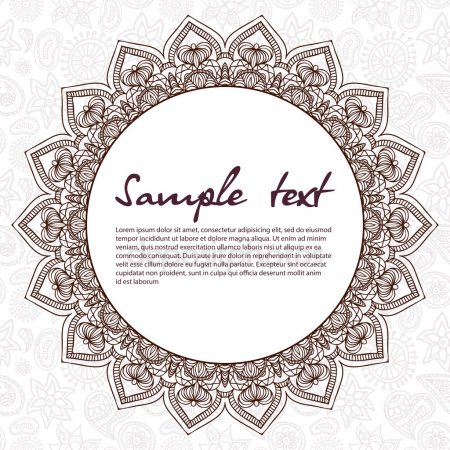 Sample text
Lorem ipsum dolor sit amet, consectetur adipisicing
elit, sed do eiusmod tempor incididunt ut labore et
dolore magna aliqua. Ut enim ad minim veniam,
quis nostrud exercitation ullamco laboris nisi ut
aliquip ex ea commodo consequat. Duis aute irure
dolor in reprehenderit in voluptate velit esse cillum
dolore eu fugiat nulla pariatur. Excepteur sint
occaecat cupidatat non proident, sunt in
culpa qui officia deserunt mollit anim id
est laborum